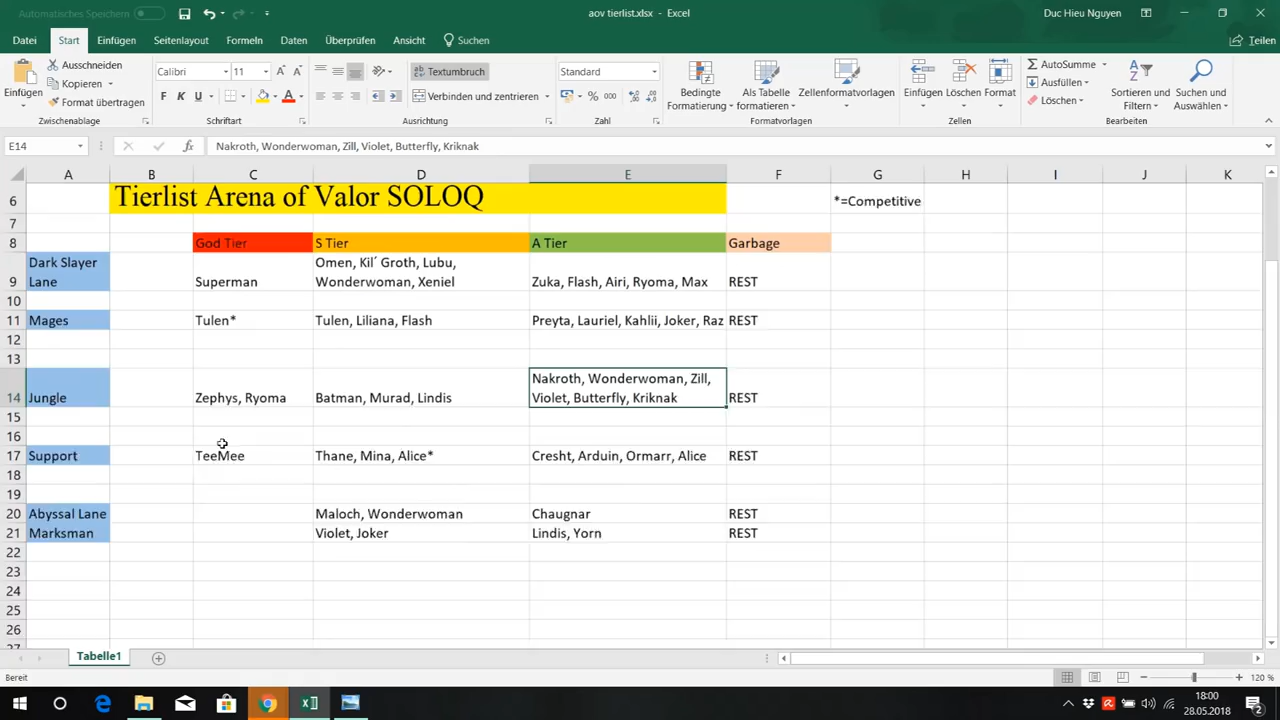 Automatisches Speichern
aov tierlist.xlsx - Excel
Duc Hieu Nguyen
Datei Start Einfügen Seitenlayout Formeln Daten Überprüfen Ansicht Suchen Teilen
Einfügen
Ausschneiden
Kopieren
Format übertragen
Zwischenablage
Calibri 11
F K U
Schriftart
Textumbruch
Verbinden und zentrieren
Ausrichtung
Standard
% 000
Zahl
Bedingte Formatierung
Als Tabelle formatieren
Zellenformatvorlagen
Formatvorlagen
Einfügen Löschen Format
Zellen
AutoSumme
Ausfüllen
Löschen
Sortieren und Filtern
Suchen und Auswählen
Bearbeiten
E14 fx Nakroth, Wonderwoman, Zill, Violet, Butterfly, Kriknak
A B C D E F G H I J K
6 Tierlist Arena of Valor SOLOQ *=Competitive
7
8 God Tier S Tier A Tier Garbage
Dark Slayer Omen, Kil´ Groth, Lubu,
9 Lane Superman Wonderwoman, Xeniel Zuka, Flash, Airi, Ryoma, Max REST
10
11 Mages Tulen* Tulen, Liliana, Flash Preyta, Lauriel, Kahlii, Joker, Raz REST
12
13
Nakroth, Wonderwoman, Zill,
14 Jungle Zephys, Ryoma Batman, Murad, Lindis Violet, Butterfly, Kriknak REST
15
16
17 Support TeeMee Thane, Mina, Alice* Cresht, Arduin, Ormarr, Alice REST
18
19
20 Abyssal Lane Maloch, Wonderwoman Chaugnar REST
21 Marksman Violet, Joker Lindis, Yorn REST
22
23
24
25
26
27
Tabelle1
Bereit
120 %
18:00
28.05.2018
2